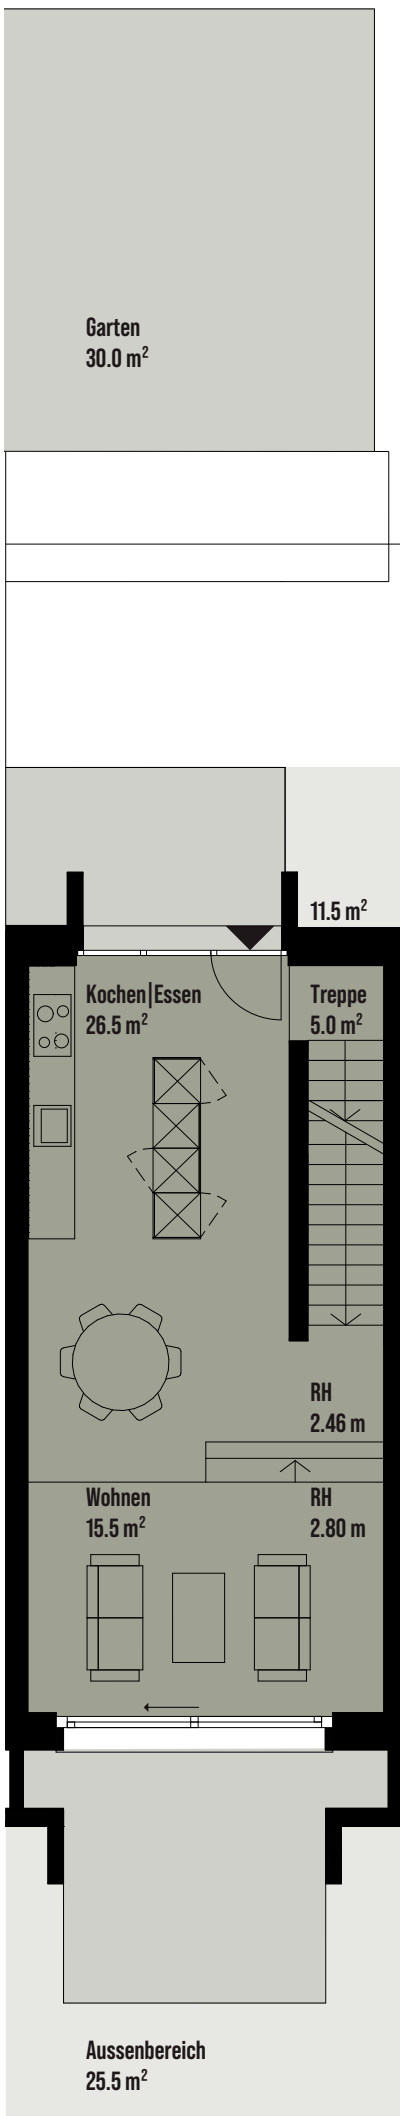 Garten
30.0 m²
11.5 m²
Kochen|Essen
26.5 m²
Treppe
5.0 m²
RH
2.46 m
Wohnen
15.5 m²
RH
2.80 m
Aussenbereich
25.5 m²